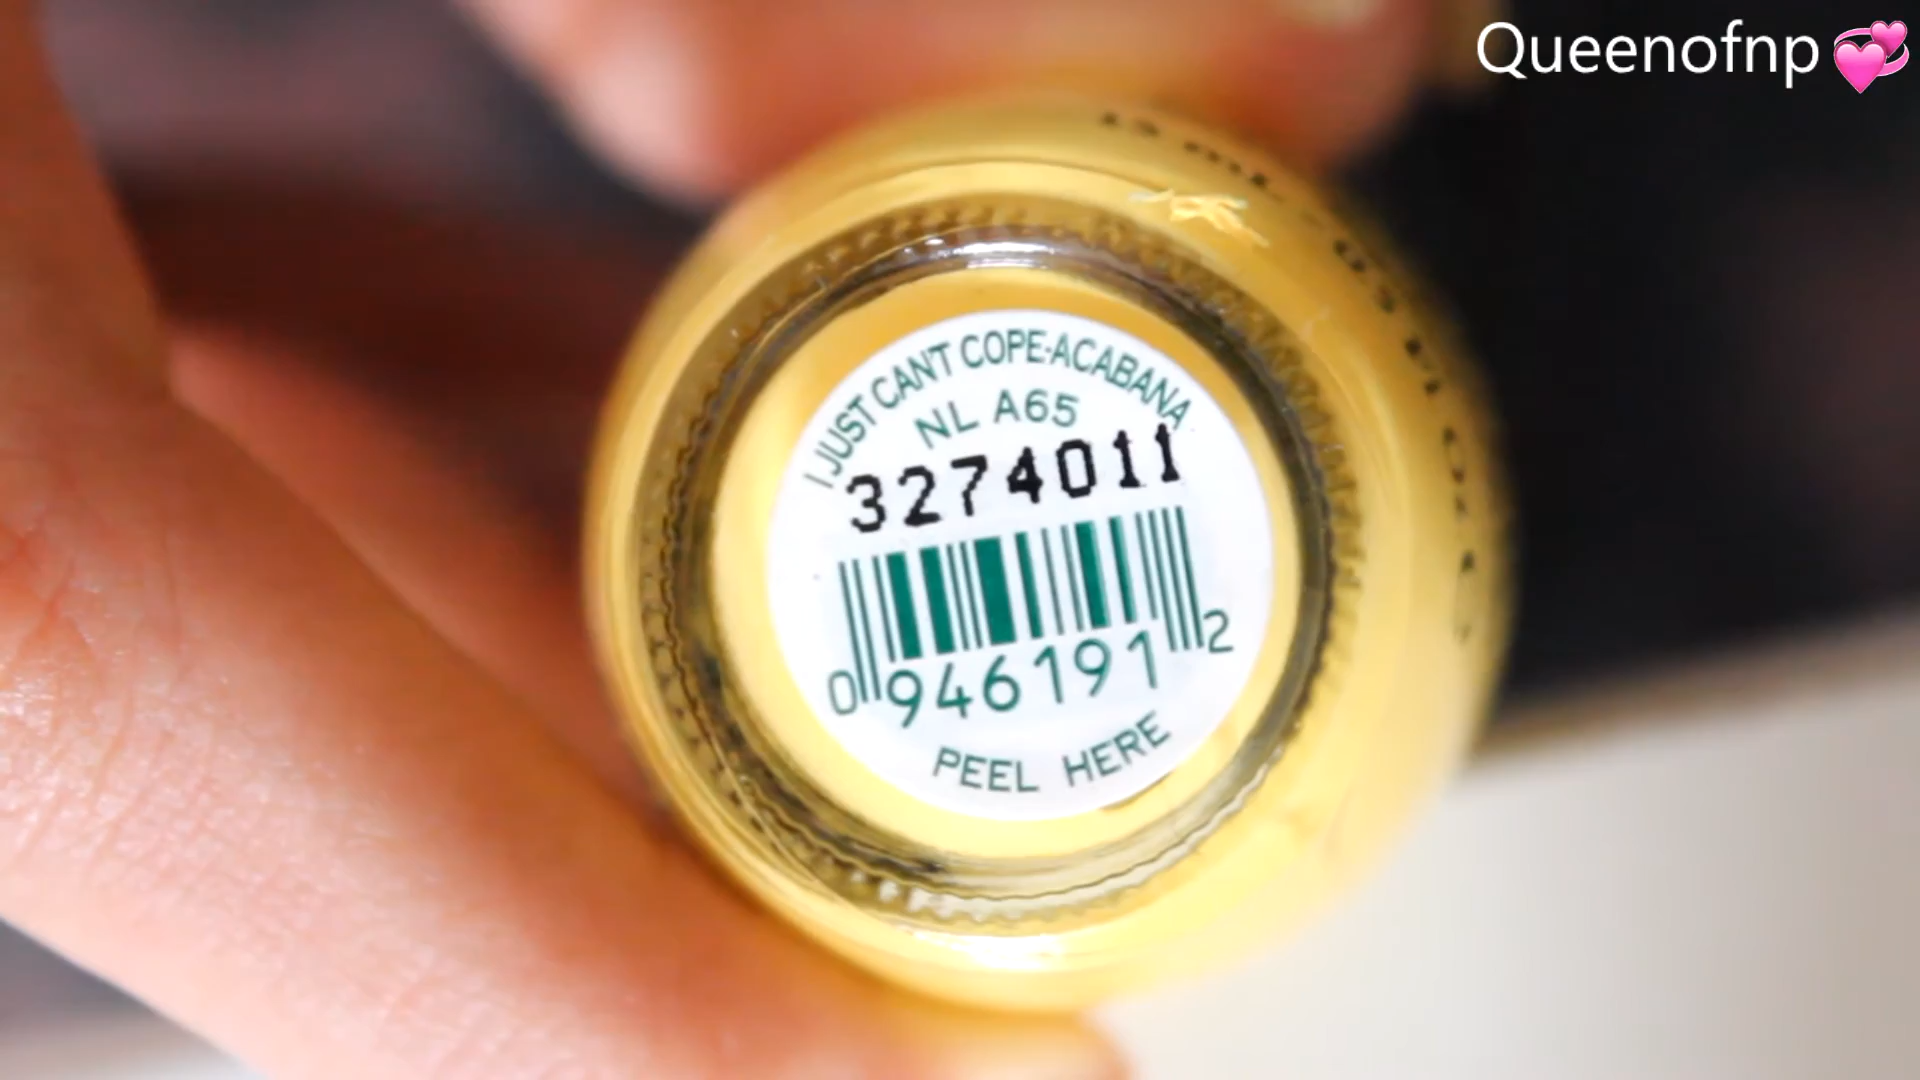 Queenofnp
I JUST CAN'T COPE-ACABANA
NL A65
3274011
0 946191 2
PEEL HERE